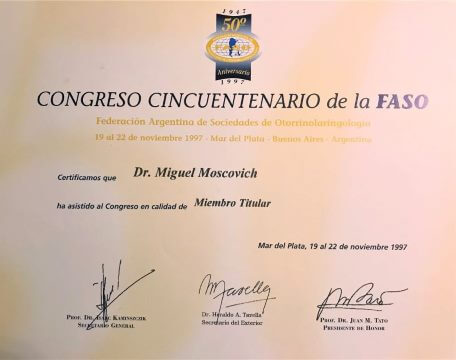 1947
50º
FASO
Aniversario
1997
CONGRESO CINCUENTENARIO de la FASO
Federación Argentina de Sociedades de Otorrinolaringología
19 al 22 de noviembre 1997 - Mar del Plata - Buenos Aires - Argentina
Certificamos que Dr. Miguel Moscovich
ha asistido al Congreso en calidad de Miembro Titular
Mar del Plata, 19 al 22 de noviembre 1997
Prof. Dr. Isaac Kaminszczik
Secretario General
Dr. Heraldo A. Tavella
Secretario del Exterior
Prof. Dr. Juan M. Tato
Presidente de Honor